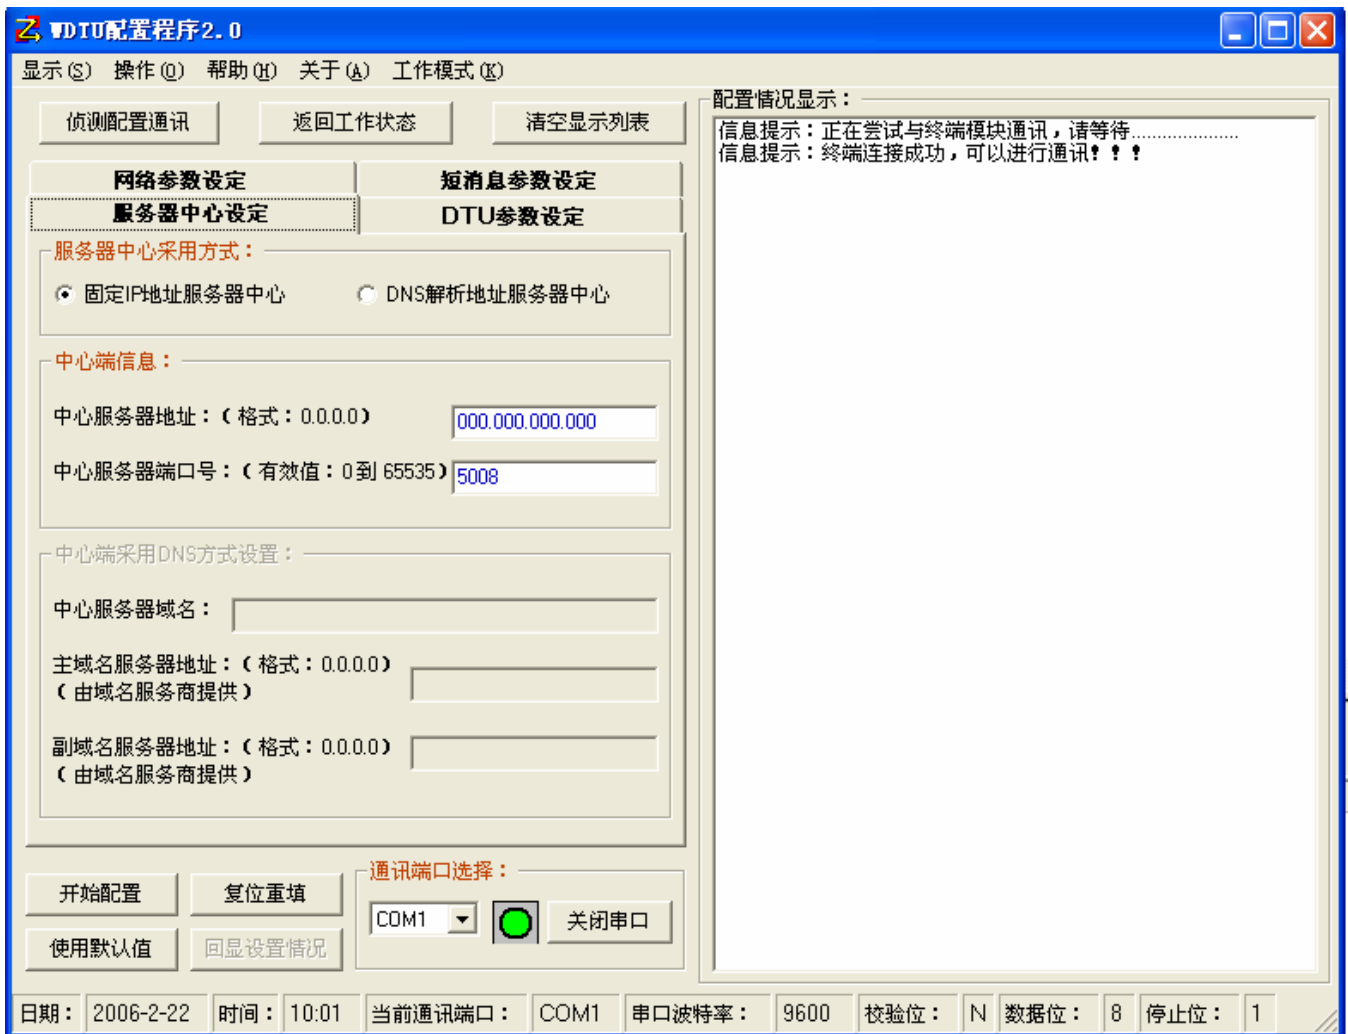 WDTU配置程序2.0
显示(S) 操作(O) 帮助(H) 关于(A) 工作模式(K)
侦测配置通讯 返回工作状态 清空显示列表
网络参数设定 短消息参数设定
服务器中心设定 DTU参数设定
服务器中心采用方式：
固定IP地址服务器中心 DNS解析地址服务器中心
中心端信息：
中心服务器地址：（格式：0.0.0.0） 000.000.000.000
中心服务器端口号：（有效值：0到 65535） 5008
中心端采用DNS方式设置：
中心服务器域名：
主域名服务器地址：（格式：0.0.0.0）
（由域名服务商提供）
副域名服务器地址：（格式：0.0.0.0）
（由域名服务商提供）
开始配置 复位重填
使用默认值 回显设置情况
通讯端口选择：
COM1 关闭串口
配置情况显示：
信息提示：正在尝试与终端模块通讯，请等待....................
信息提示：终端连接成功，可以进行通讯！！！
日期： 2006-2-22 时间： 10:01 当前通讯端口： COM1 串口波特率： 9600 校验位： N 数据位： 8 停止位： 1